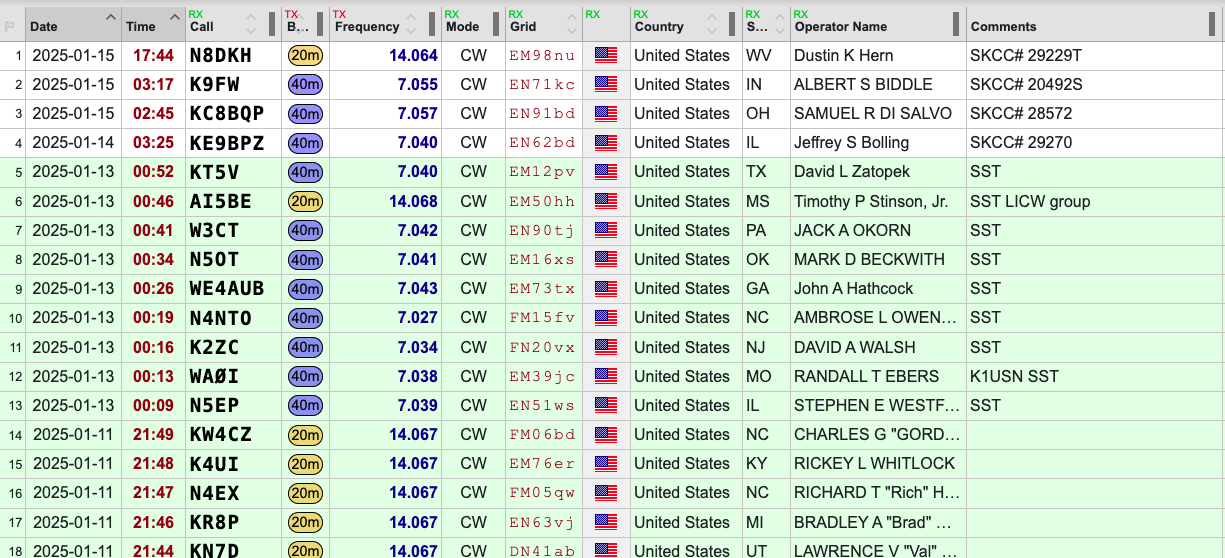 RX TX TX RX RX RX RX RX RX
Date Time Call B... Frequency Mode Grid Country S... Operator Name Comments
1 2025-01-15 17:44 N8DKH 20m 14.064 CW EM98nu United States WV Dustin K Hern SKCC# 29229T
2 2025-01-15 03:17 K9FW 40m 7.055 CW EN71kc United States IN ALBERT S BIDDLE SKCC# 20492S
3 2025-01-15 02:45 KC8BQP 40m 7.057 CW EN91bd United States OH SAMUEL R DI SALVO SKCC# 28572
4 2025-01-14 03:25 KE9BPZ 40m 7.040 CW EN62bd United States IL Jeffrey S Bolling SKCC# 29270
5 2025-01-13 00:52 KT5V 40m 7.040 CW EM12pv United States TX David L Zatopek SST
6 2025-01-13 00:46 AI5BE 20m 14.068 CW EM50hh United States MS Timothy P Stinson, Jr. SST LICW group
7 2025-01-13 00:41 W3CT 40m 7.042 CW EN90tj United States PA JACK A OKORN SST
8 2025-01-13 00:34 N5OT 40m 7.041 CW EM16xs United States OK MARK D BECKWITH SST
9 2025-01-13 00:26 WE4AUB 40m 7.043 CW EM73tx United States GA John A Hathcock SST
10 2025-01-13 00:19 N4NTO 40m 7.027 CW FM15fv United States NC AMBROSE L OWEN... SST
11 2025-01-13 00:16 K2ZC 40m 7.034 CW FN20vx United States NJ DAVID A WALSH SST
12 2025-01-13 00:13 WAØI 40m 7.038 CW EM39jc United States MO RANDALL T EBERS K1USN SST
13 2025-01-13 00:09 N5EP 40m 7.039 CW EN51ws United States IL STEPHEN E WESTF... SST
14 2025-01-11 21:49 KW4CZ 20m 14.067 CW FM06bd United States NC CHARLES G "GORD...
15 2025-01-11 21:48 K4UI 20m 14.067 CW EM76er United States KY RICKEY L WHITLOCK
16 2025-01-11 21:47 N4EX 20m 14.067 CW FM05qw United States NC RICHARD T "Rich" H...
17 2025-01-11 21:46 KR8P 20m 14.067 CW EN63vj United States MI BRADLEY A "Brad" ...
18 2025-01-11 21:44 KN7D 20m 14.067 CW DN41ab United States UT LAWRENCE V "Val" ...